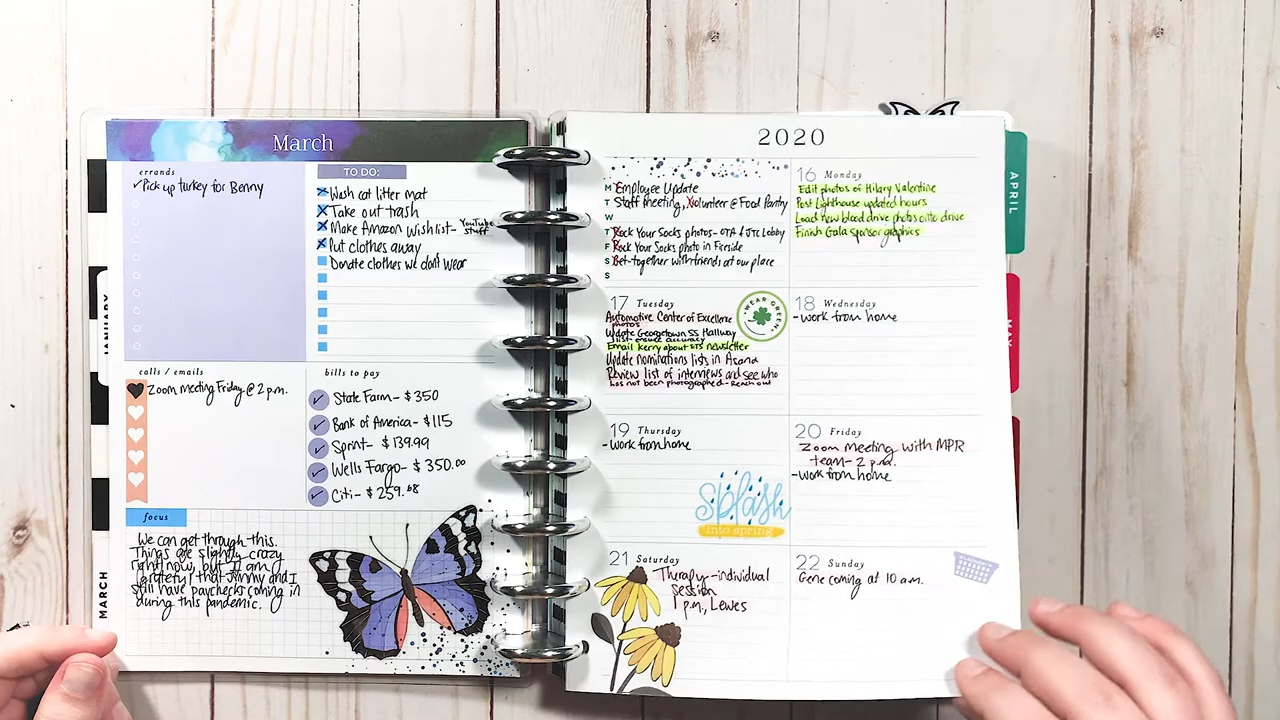 March
errands
Pick up turkey for Benny
TO DO:
Wash cat litter mat
Take out trash
Make Amazon Wishlist- YouTube stuff
Put clothes away
Donate clothes we don't wear
calls / emails
Zoom meeting Friday @ 2 p.m.
bills to pay
State Farm- $350
Bank of America- $115
Sprint- $139.99
Wells Fargo- $350.00
Citi- $259.68
focus
We can get through this.
Things are slightly crazy
right now, but I am
grateful that Jonny and I
still have paychecks coming in
during this pandemic.
JANUARY
MARCH
2020
M Employee Update
T Staff Meeting, Volunteer @ Food Pantry
W
T Rock Your Socks photos- OTA & JTC Lobby
F Rock Your Socks photo in Fireside
S Get-together with friends at our place
S
16 Monday
Edit photos of Hilary Valentine
Post Lighthouse updated hours
Load new blood drive photos onto drive
Finish Gala sponsor graphics
17 Tuesday
Automotive Center of Excellence
photos
Update Georgetown SS Hallway
list- ensure accuracy
Email Kerry about ETS newsletter
Update nominations lists in Asana
Review list of interviews and see who
has not been photographed- Reach out
WEAR GREEN
18 Wednesday
- work from home
19 Thursday
- work from home
splash
into spring
20 Friday
Zoom meeting with MPR
team- 2 p.m.
- work from home
21 Saturday
Therapy-individual
session
1 p.m., Lewes
22 Sunday
Gene coming at 10 a.m.
APRIL
MAY